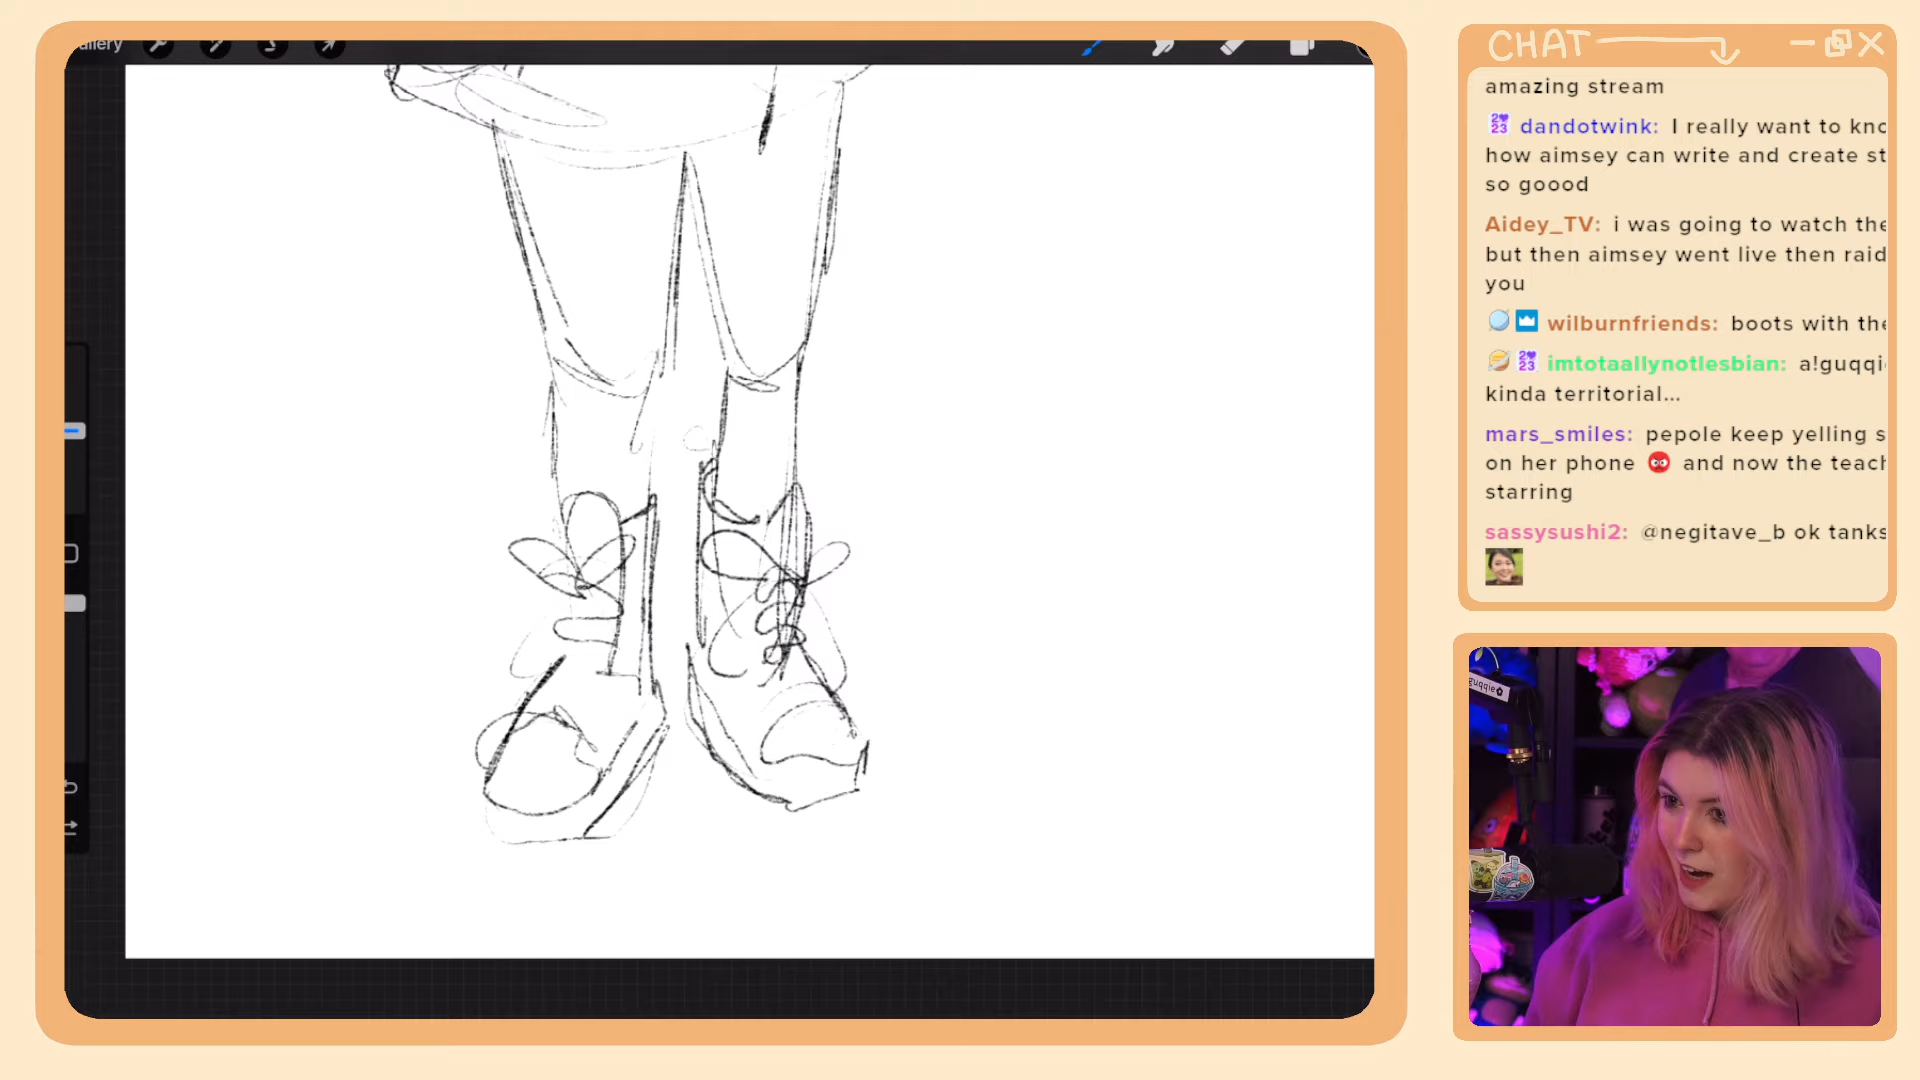 allery
CHAT
amazing stream
dandotwink: I really want to kno
how aimsey can write and create st
so goood
Aidey_TV: i was going to watch the
but then aimsey went live then raid
you
wilburnfriends: boots with the
imtotaallynotlesbian: a!guqqi
kinda territorial...
mars_smiles: pepole keep yelling s
on her phone and now the teach
starring
sassysushi2: @negitave_b ok tanks
guqqie